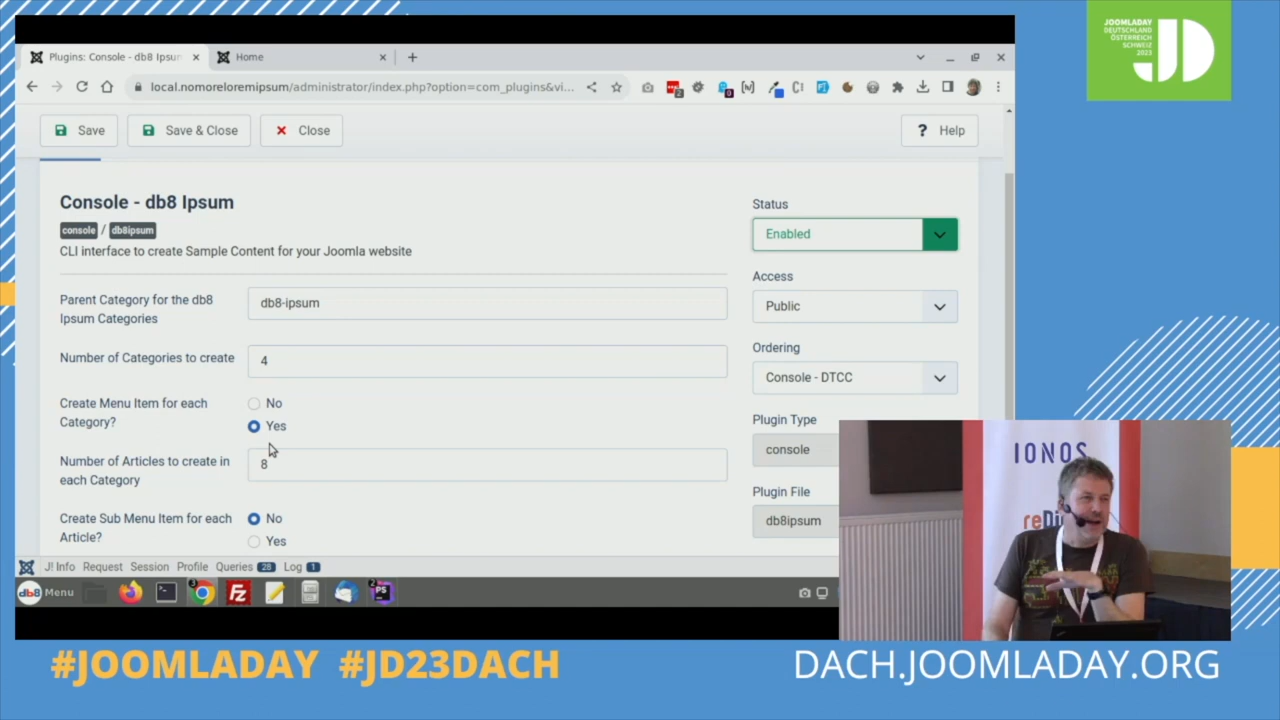 JOOMLADAY
DEUTSCHLAND
ÖSTERREICH
SCHWEIZ
2023
JD
Plugins: Console - db8 Ipsum
Home
local.nomoreloremipsum/administrator/index.php?option=com_plugins&vi...
Save
Save & Close
Close
? Help
Console - db8 Ipsum
console / db8ipsum
CLI interface to create Sample Content for your Joomla website
Parent Category for the db8
Ipsum Categories
db8-ipsum
Number of Categories to create
4
Create Menu Item for each
Category?
No
Yes
Number of Articles to create in
each Category
8
Create Sub Menu Item for each
Article?
No
Yes
Status
Enabled
Access
Public
Ordering
Console - DTCC
Plugin Type
console
Plugin File
db8ipsum
J! Info Request Session Profile Queries 28 Log 1
db8 Menu
FZ
PS
IONOS
reDi
#JOOMLADAY #JD23DACH
DACH.JOOMLADAY.ORG